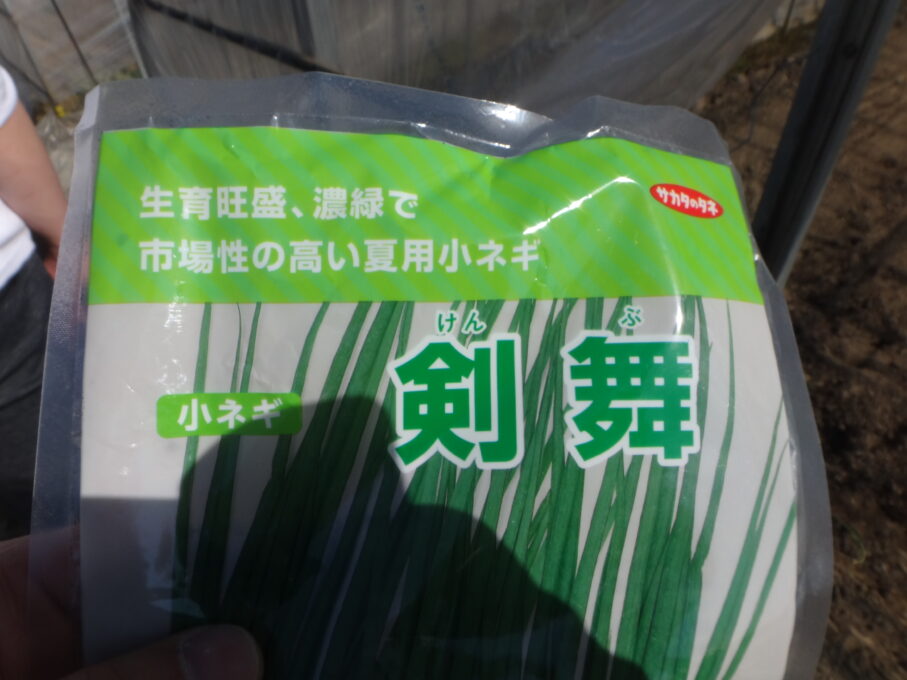 生育旺盛、濃緑で
市場性の高い夏用小ネギ
サカタのタネ
けん ぶ
剣舞
小ネギ